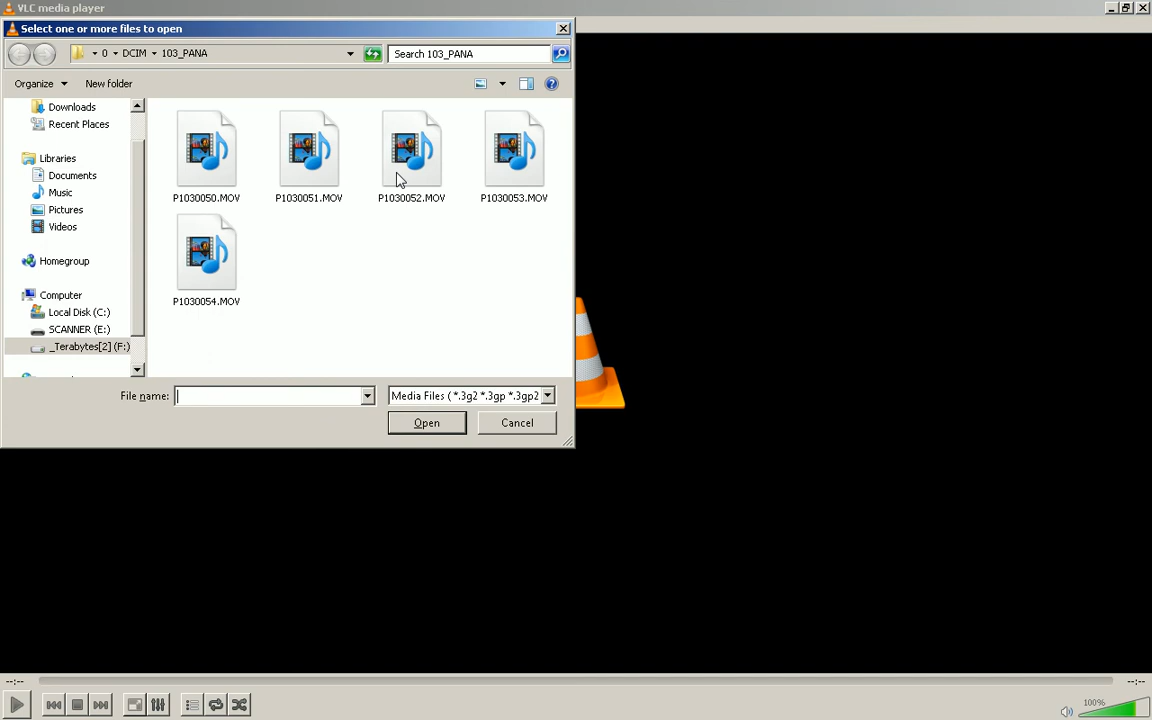 VLC media player
Select one or more files to open
0 DCIM 103_PANA
Search 103_PANA
Organize
New folder
Downloads
Recent Places
Libraries
Documents
Music
Pictures
Videos
Homegroup
Computer
Local Disk (C:)
SCANNER (E:)
_Terabytes[2] (F:)
P1030050.MOV
P1030051.MOV
P1030052.MOV
P1030053.MOV
P1030054.MOV
File name:
Media Files ( *.3g2 *.3gp *.3gp2
Open
Cancel
--:--
--:--
100%